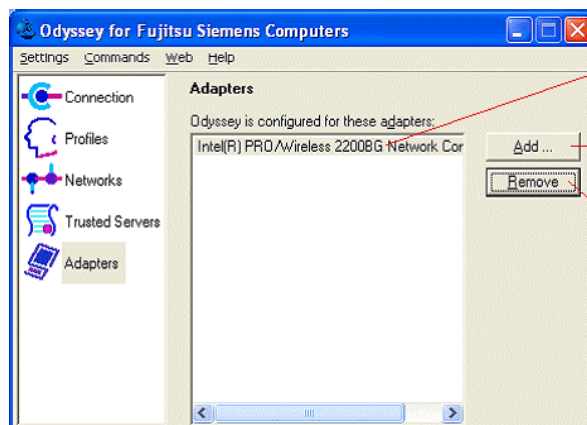 Odyssey for Fujitsu Siemens Computers
Settings Commands Web Help
Connection
Profiles
Networks
Trusted Servers
Adapters
Adapters
Odyssey is configured for these adapters:
Intel(R) PRO/Wireless 2200BG Network Cor
Add ...
Remove